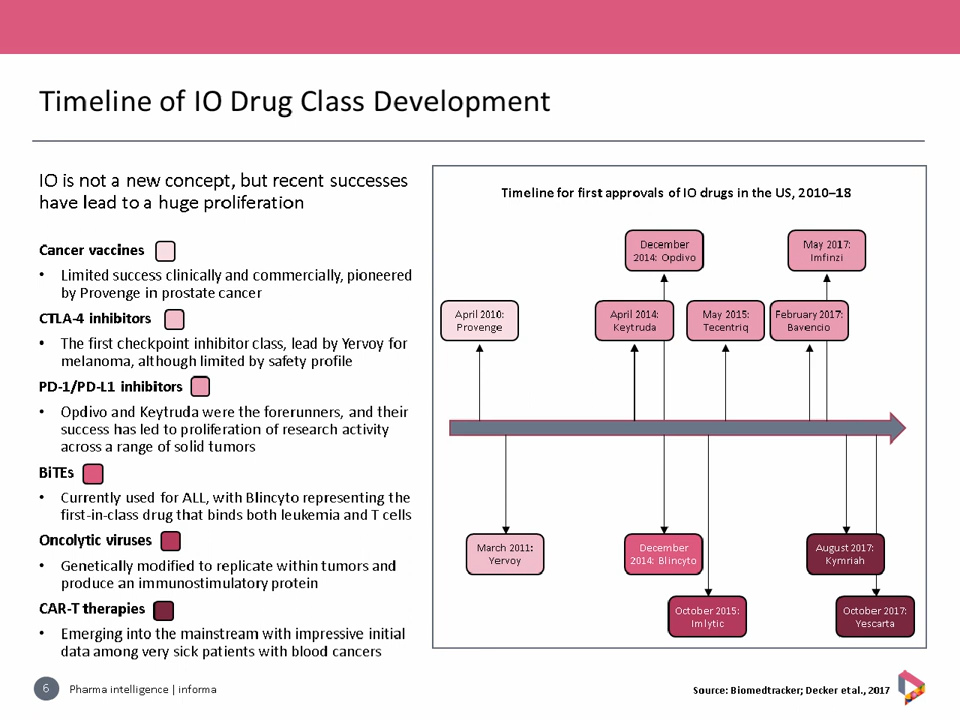 Timeline of IO Drug Class Development
IO is not a new concept, but recent successes
have lead to a huge proliferation
Cancer vaccines
• Limited success clinically and commercially, pioneered
by Provenge in prostate cancer
CTLA-4 inhibitors
• The first checkpoint inhibitor class, lead by Yervoy for
melanoma, although limited by safety profile
PD-1/PD-L1 inhibitors
• Opdivo and Keytruda were the forerunners, and their
success has led to proliferation of research activity
across a range of solid tumors
BiTEs
• Currently used for ALL, with Blincyto representing the
first-in-class drug that binds both leukemia and T cells
Oncolytic viruses
• Genetically modified to replicate within tumors and
produce an immunostimulatory protein
CAR-T therapies
• Emerging into the mainstream with impressive initial
data among very sick patients with blood cancers
Timeline for first approvals of IO drugs in the US, 2010–18
December
2014: Opdivo
May 2017:
Imfinzi
April 2010:
Provenge
April 2014:
Keytruda
May 2015:
Tecentriq
February 2017:
Bavencio
March 2011:
Yervoy
December
2014: Blincyto
August 2017:
Kymriah
October 2015:
Imlytic
October 2017:
Yescarta
6
Pharma intelligence | informa
Source: Biomedtracker; Decker et al., 2017